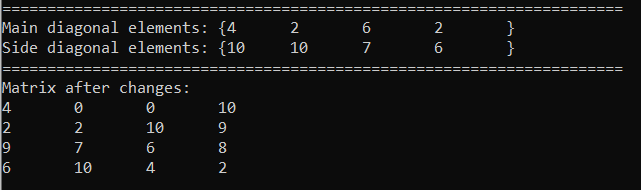 ====================================================================
Main diagonal elements: {4      2       6       2       }
Side diagonal elements: {10     10      7       6       }
====================================================================
Matrix after changes:
4       0       0       10
2       2       10      9
9       7       6       8
6       10      4       2